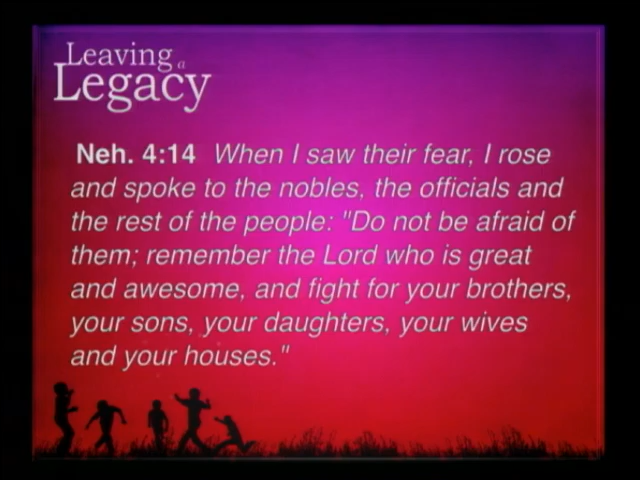 Leaving a
Legacy
Neh. 4:14 When I saw their fear, I rose
and spoke to the nobles, the officials and
the rest of the people: "Do not be afraid of
them; remember the Lord who is great
and awesome, and fight for your brothers,
your sons, your daughters, your wives
and your houses."